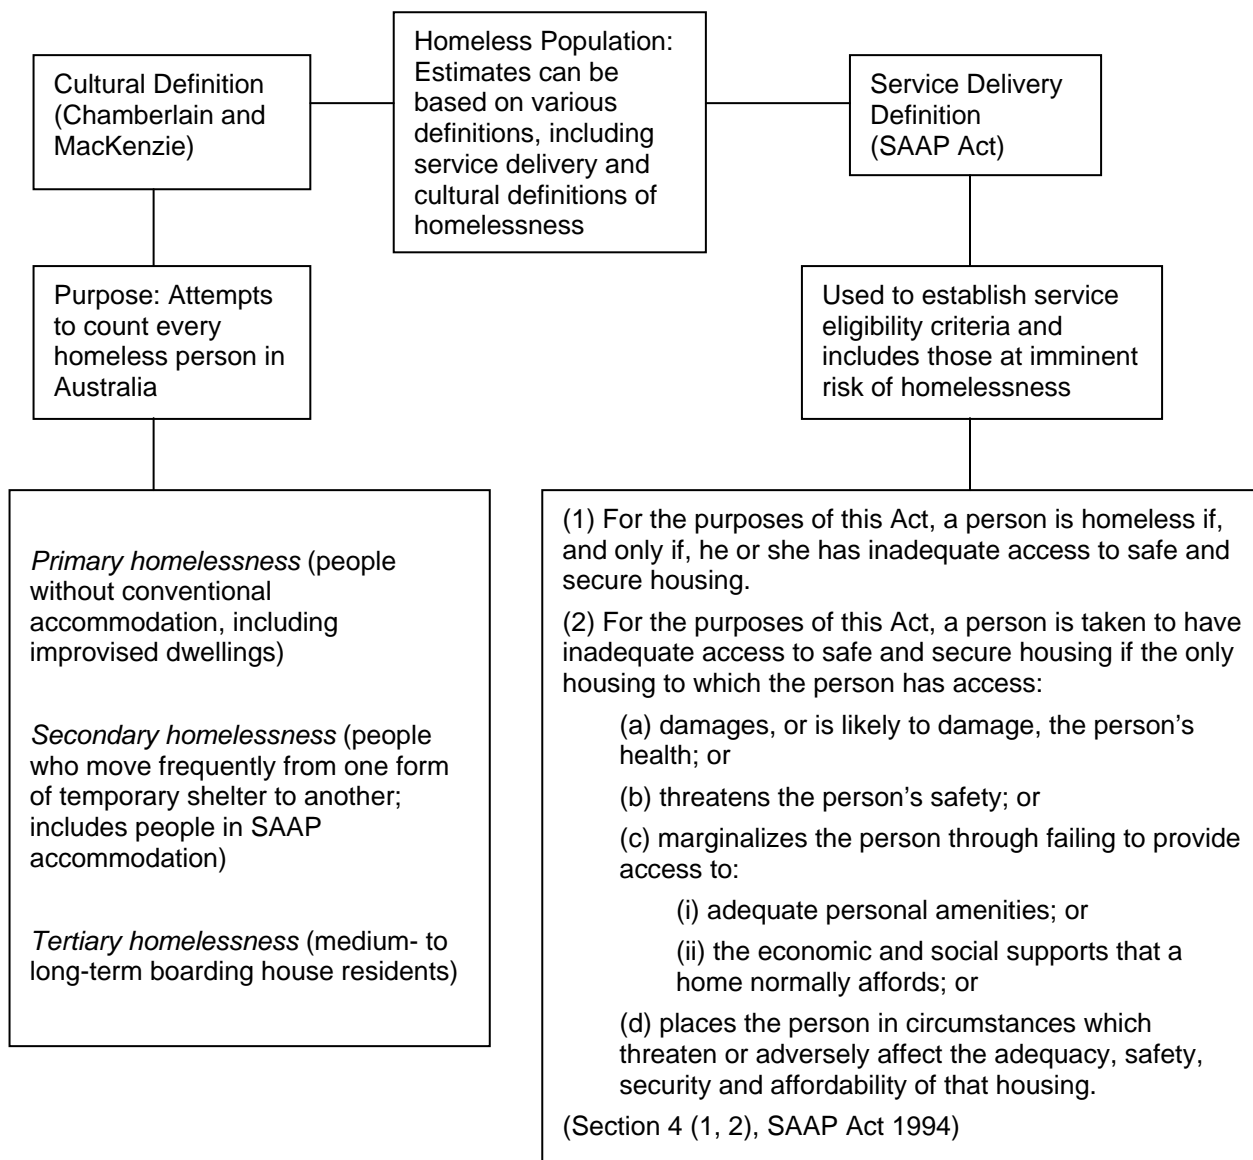 Homeless Population:
Estimates can be
based on various
definitions, including
service delivery and
cultural definitions of
homelessness
Cultural Definition
(Chamberlain and
MacKenzie)
Service Delivery
Definition
(SAAP Act)
Purpose: Attempts
to count every
homeless person in
Australia
Used to establish service
eligibility criteria and
includes those at imminent
risk of homelessness
Primary homelessness (people
without conventional
accommodation, including
improvised dwellings)
Secondary homelessness (people
who move frequently from one form
of temporary shelter to another;
includes people in SAAP
accommodation)
Tertiary homelessness (medium- to
long-term boarding house residents)
(1) For the purposes of this Act, a person is homeless if,
and only if, he or she has inadequate access to safe and
secure housing.
(2) For the purposes of this Act, a person is taken to have
inadequate access to safe and secure housing if the only
housing to which the person has access:
(a) damages, or is likely to damage, the person's
health; or
(b) threatens the person's safety; or
(c) marginalizes the person through failing to provide
access to:
(i) adequate personal amenities; or
(ii) the economic and social supports that a
home normally affords; or
(d) places the person in circumstances which
threaten or adversely affect the adequacy, safety,
security and affordability of that housing.
(Section 4 (1, 2), SAAP Act 1994)